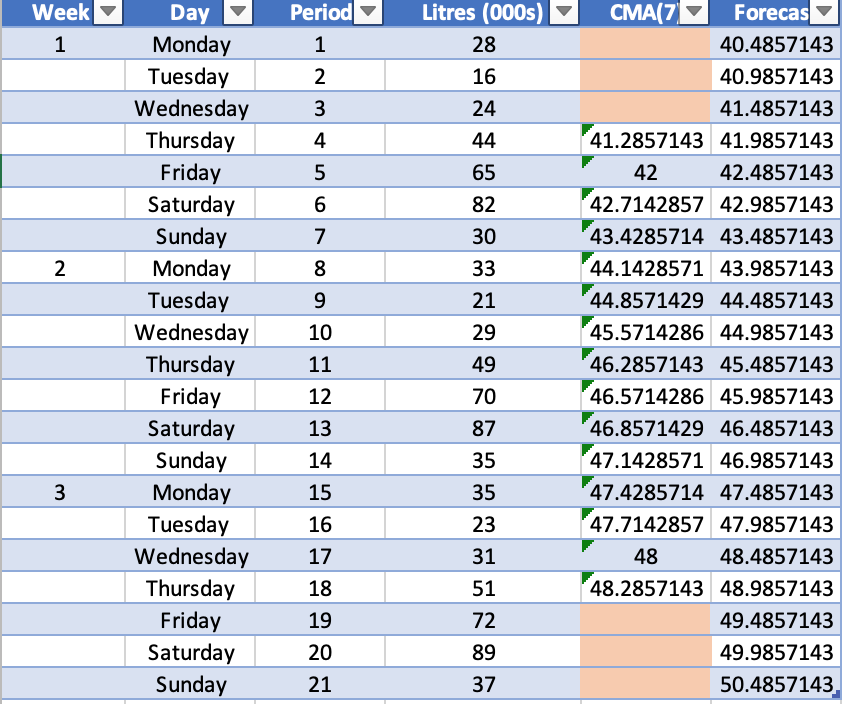 Week Day Period Litres (000s) CMA(7) Forecas
1 Monday 1 28 40.4857143
Tuesday 2 16 40.9857143
Wednesday 3 24 41.4857143
Thursday 4 44 41.2857143 41.9857143
Friday 5 65 42 42.4857143
Saturday 6 82 42.7142857 42.9857143
Sunday 7 30 43.4285714 43.4857143
2 Monday 8 33 44.1428571 43.9857143
Tuesday 9 21 44.8571429 44.4857143
Wednesday 10 29 45.5714286 44.9857143
Thursday 11 49 46.2857143 45.4857143
Friday 12 70 46.5714286 45.9857143
Saturday 13 87 46.8571429 46.4857143
Sunday 14 35 47.1428571 46.9857143
3 Monday 15 35 47.4285714 47.4857143
Tuesday 16 23 47.7142857 47.9857143
Wednesday 17 31 48 48.4857143
Thursday 18 51 48.2857143 48.9857143
Friday 19 72 49.4857143
Saturday 20 89 49.9857143
Sunday 21 37 50.4857143